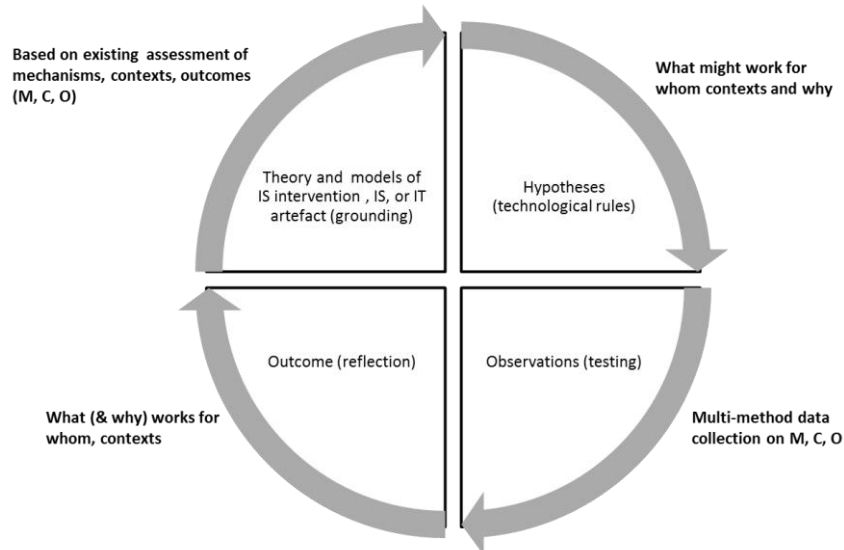 Based on existing assessment of
mechanisms, contexts, outcomes
(M, C, O)
What might work for
whom contexts and why
Theory and models of
IS intervention , IS, or IT
artefact (grounding)
Hypotheses
(technological rules)
Outcome (reflection)
Observations (testing)
What (& why) works for
whom, contexts
Multi-method data
collection on M, C, O